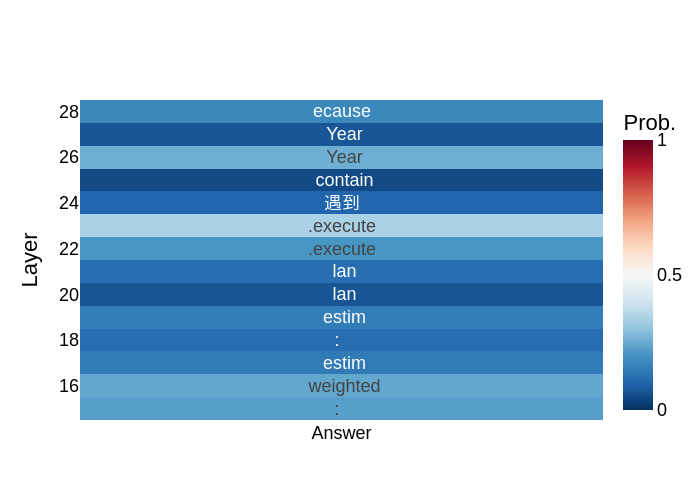 Prob.
28 ecause
1
Year
26 Year
contain
24 遇到
.execute
22 .execute
0.5
lan
20 lan
estim
18 :
estim
16 weighted
:
0
Layer
Answer